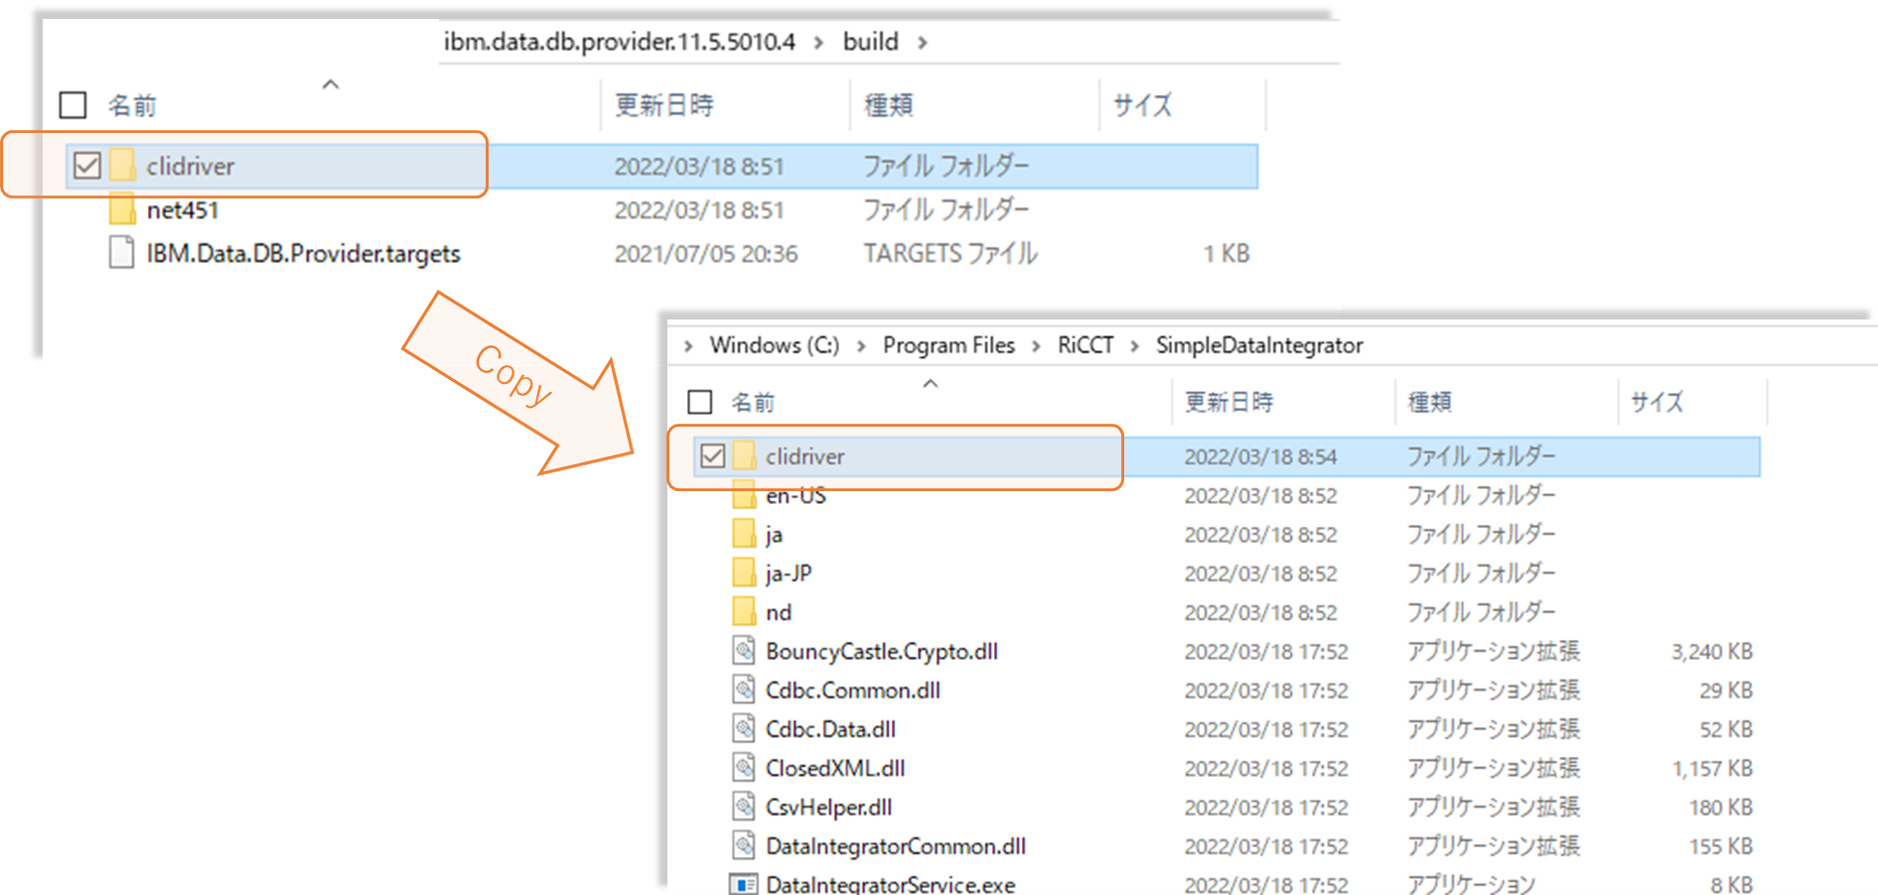 ibm.data.db.provider.11.5.5010.4 › build ›
名前 更新日時 種類 サイズ
clidriver 2022/03/18 8:51 ファイル フォルダー
net451 2022/03/18 8:51 ファイル フォルダー
IBM.Data.DB.Provider.targets 2021/07/05 20:36 TARGETS ファイル 1 KB
Copy
› Windows (C:) › Program Files › RiCCT › SimpleDataIntegrator
名前 更新日時 種類 サイズ
clidriver 2022/03/18 8:54 ファイル フォルダー
en-US 2022/03/18 8:52 ファイル フォルダー
ja 2022/03/18 8:52 ファイル フォルダー
ja-JP 2022/03/18 8:52 ファイル フォルダー
nd 2022/03/18 8:52 ファイル フォルダー
BouncyCastle.Crypto.dll 2022/03/18 17:52 アプリケーション拡張 3,240 KB
Cdbc.Common.dll 2022/03/18 17:52 アプリケーション拡張 29 KB
Cdbc.Data.dll 2022/03/18 17:52 アプリケーション拡張 52 KB
ClosedXML.dll 2022/03/18 17:52 アプリケーション拡張 1,157 KB
CsvHelper.dll 2022/03/18 17:52 アプリケーション拡張 180 KB
DataIntegratorCommon.dll 2022/03/18 17:52 アプリケーション拡張 155 KB
DataIntegratorService.exe 2022/03/18 17:52 アプリケーション 8 KB